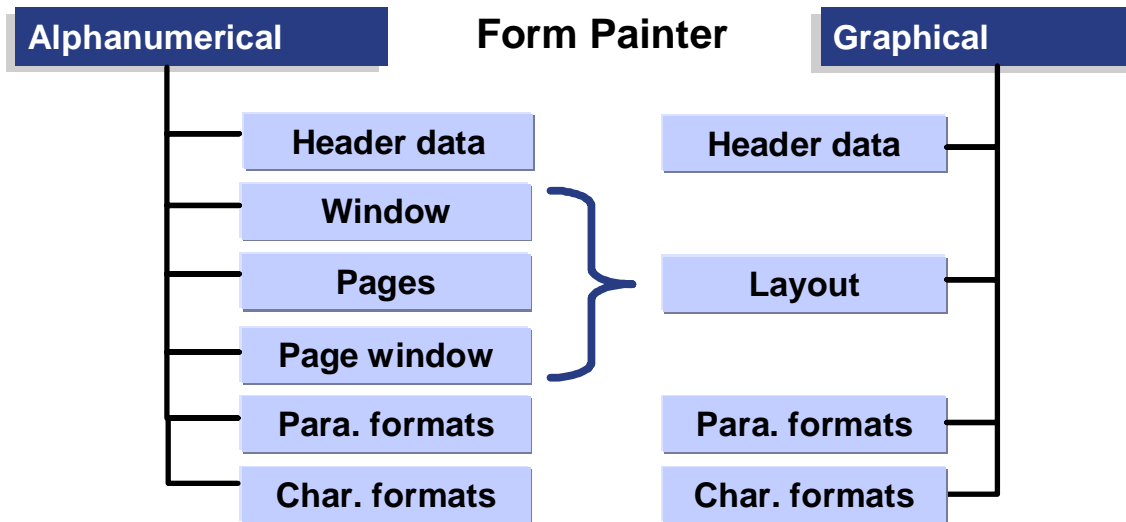 Alphanumerical
Form Painter
Graphical
Header data
Window
Pages
Page window
Para. formats
Char. formats
Header data
Layout
Para. formats
Char. formats